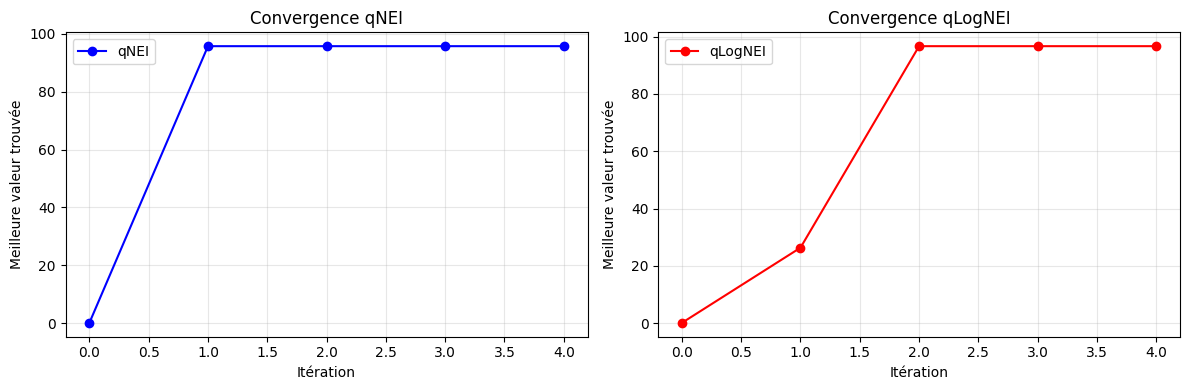 Convergence qNEI
qNEI
Meilleure valeur trouvée
100
80
60
40
20
0
0.0 0.5 1.0 1.5 2.0 2.5 3.0 3.5 4.0
Itération
Convergence qLogNEI
qLogNEI
Meilleure valeur trouvée
100
80
60
40
20
0
0.0 0.5 1.0 1.5 2.0 2.5 3.0 3.5 4.0
Itération